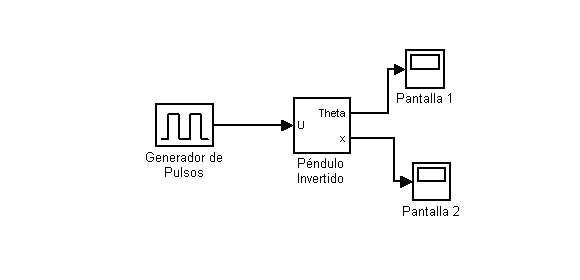 Generador de
Pulsos
U
Theta
x
Péndulo
Invertido
Pantalla 1
Pantalla 2